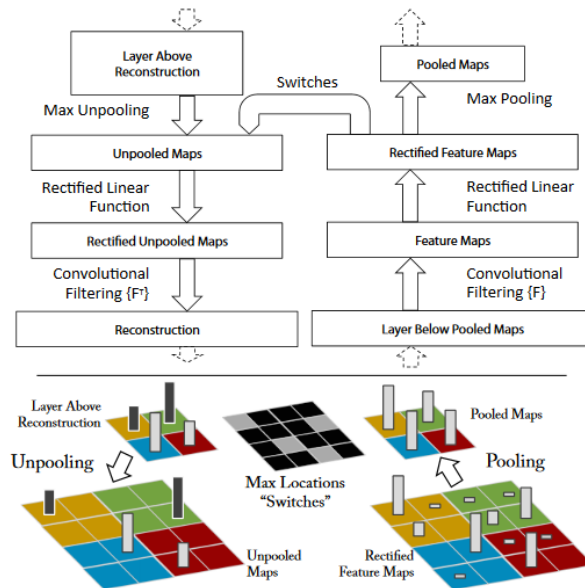 Layer Above
Reconstruction
Pooled Maps
Switches
Max Unpooling
Max Pooling
Unpooled Maps
Rectified Feature Maps
Rectified Linear
Function
Rectified Linear
Function
Rectified Unpooled Maps
Feature Maps
Convolutional
Filtering {Fᵀ}
Convolutional
Filtering {F}
Reconstruction
Layer Below Pooled Maps
Layer Above
Reconstruction
Pooled Maps
Unpooling
Max Locations
“Switches”
Pooling
Unpooled
Maps
Rectified
Feature Maps